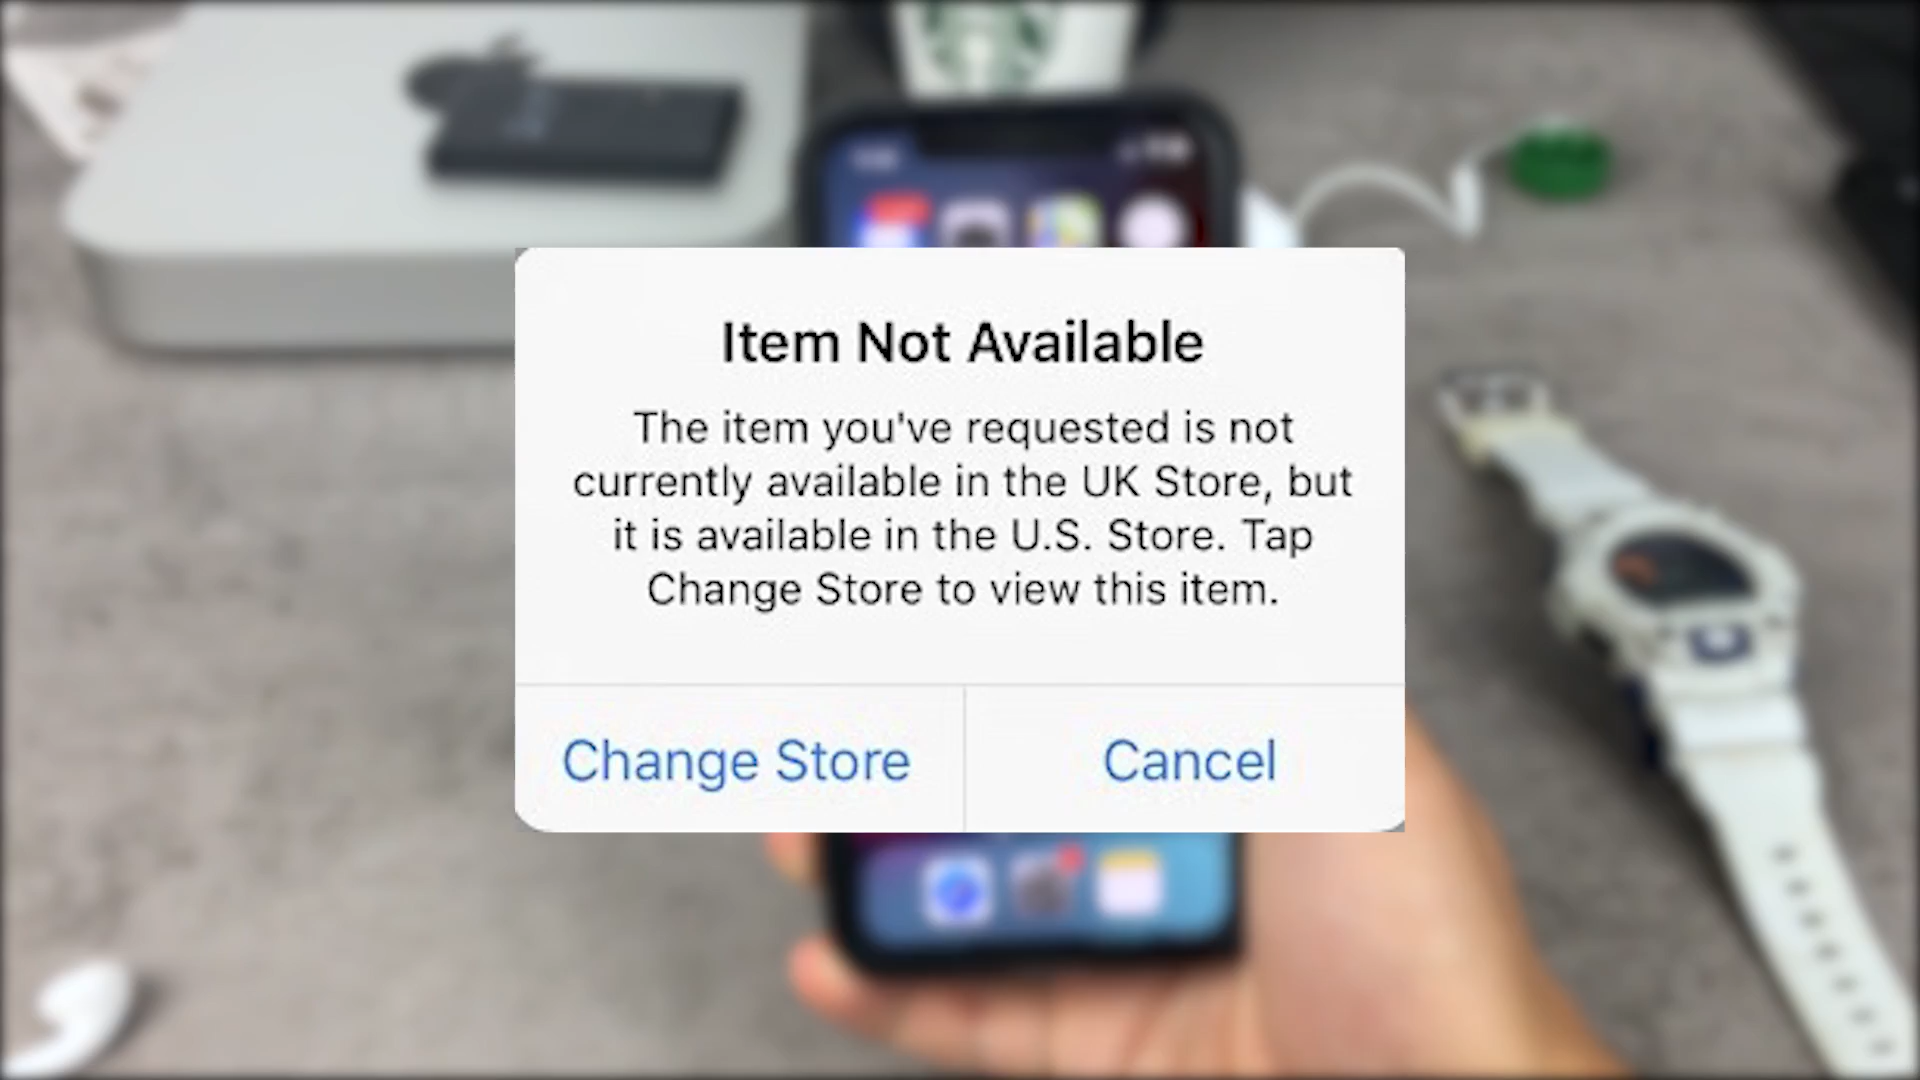 Item Not Available
The item you've requested is not
currently available in the UK Store, but
it is available in the U.S. Store. Tap
Change Store to view this item.
Change Store
Cancel